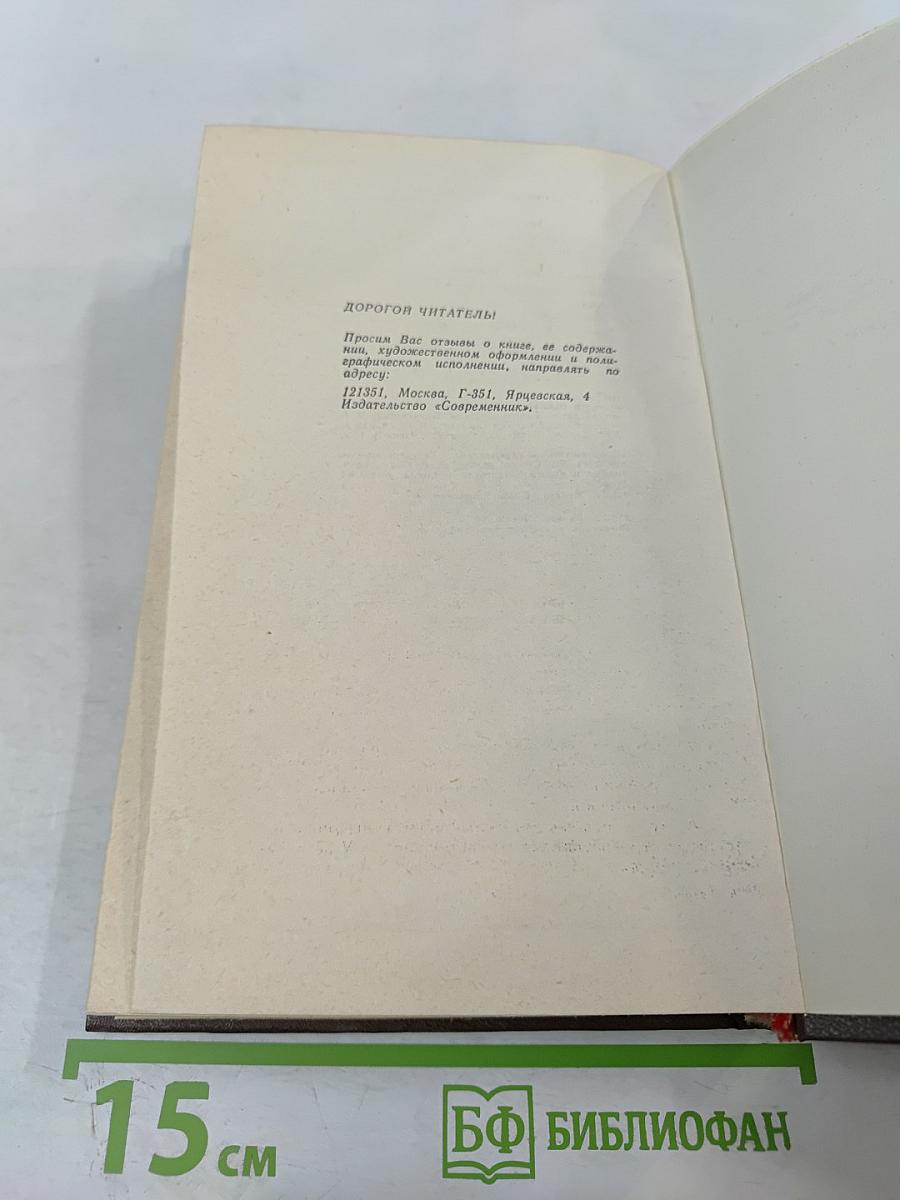 ДОРОГОЙ ЧИТАТЕЛЬ!
Просим Вас отзывы о книге, ее содержа-
нии, художественном оформлении и поли-
графическом исполнении, направлять по
адресу:
121351, Москва, Г-351, Ярцевская, 4
Издательство «Современник».
15 см
БФ БИБЛИОФАН